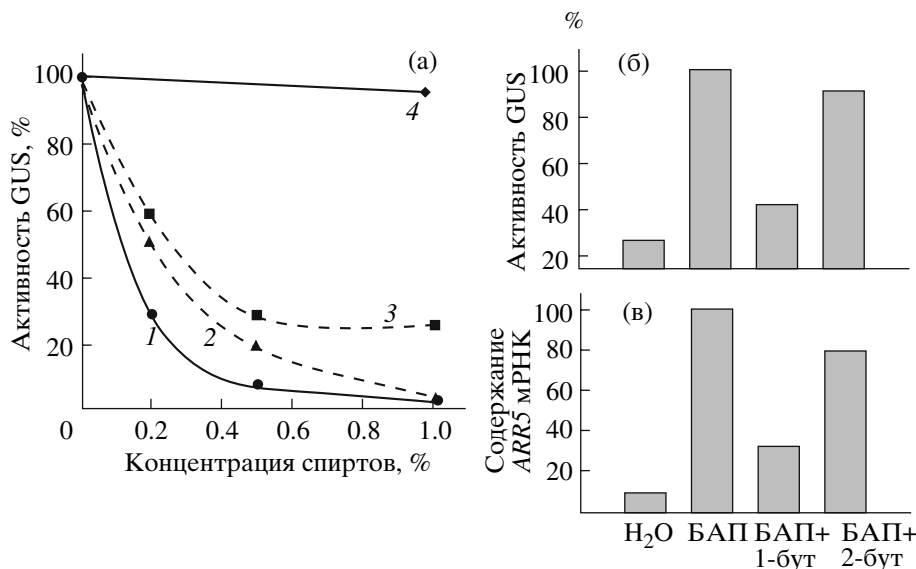 (а)
Активность GUS, %
100
80
60
40
20
0
0.2
0.4
0.6
0.8
1.0
1
2
3
4
Концентрация спиртов, %
%
(б)
Активность GUS
100
80
60
40
20
(в)
Содержание
ARR5 мРНК
100
80
60
40
20
H₂O
БАП
БАП+
1-бут
БАП+
2-бут